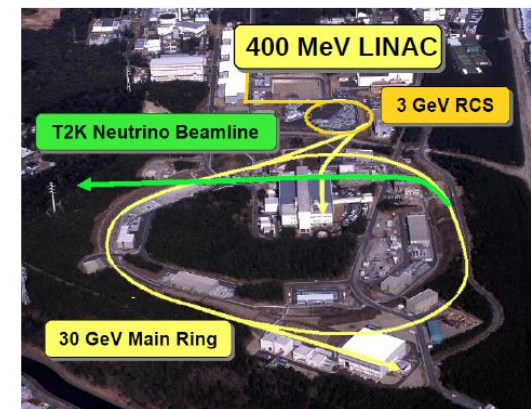 400 MeV LINAC
3 GeV RCS
T2K Neutrino Beamline
30 GeV Main Ring